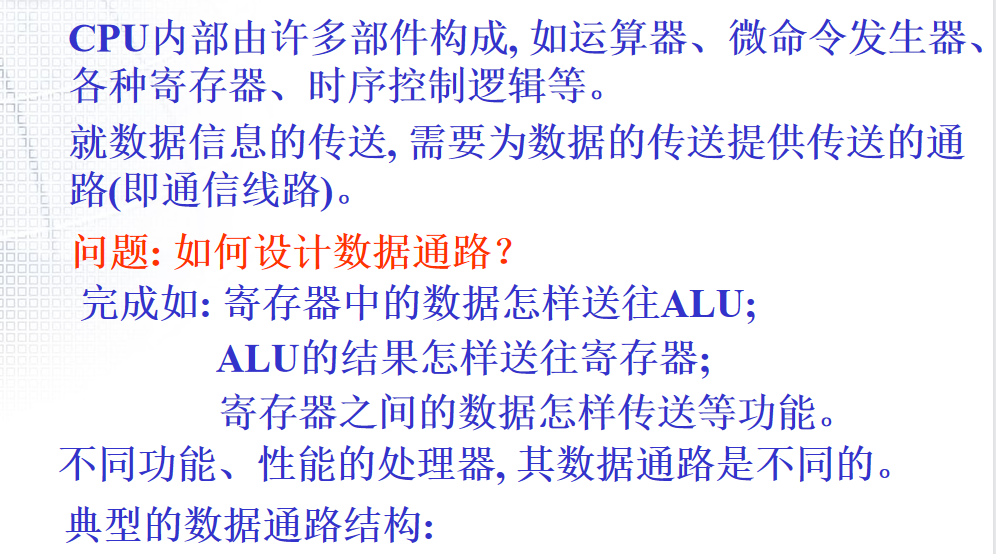 CPU内部由许多部件构成, 如运算器、微命令发生器、
各种寄存器、时序控制逻辑等。
就数据信息的传送, 需要为数据的传送提供传送的通
路(即通信线路)。
问题: 如何设计数据通路?
完成如: 寄存器中的数据怎样送往ALU;
ALU的结果怎样送往寄存器;
寄存器之间的数据怎样传送等功能。
不同功能、性能的处理器, 其数据通路是不同的。
典型的数据通路结构: